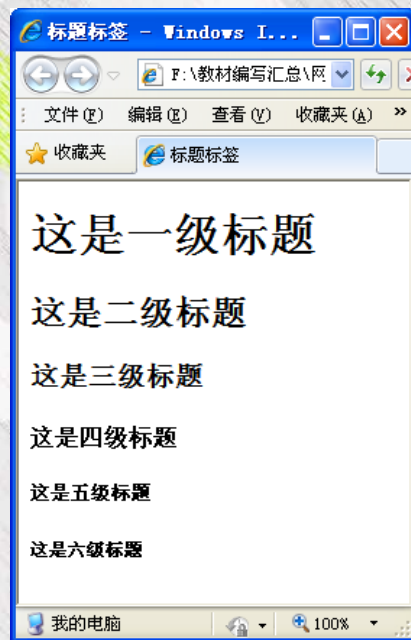 标题标签 - Windows I...
F:\教材编写汇总\网
文件(F) 编辑(E) 查看(V) 收藏夹(A) »
收藏夹 标题标签
这是一级标题
这是二级标题
这是三级标题
这是四级标题
这是五级标题
这是六级标题
我的电脑 100%